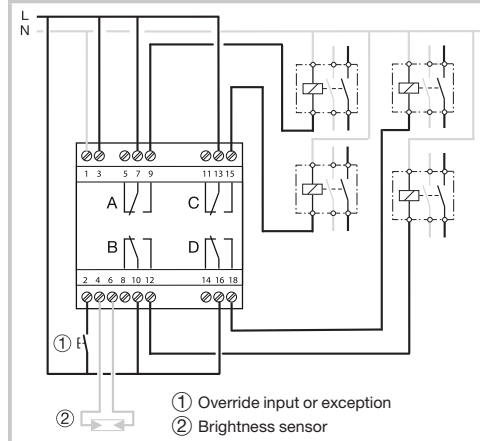 L
N
1 3 5 7 9 11 13 15
A C
B D
2 4 6 8 10 12 14 16 18
①
②
① Override input or exception
② Brightness sensor